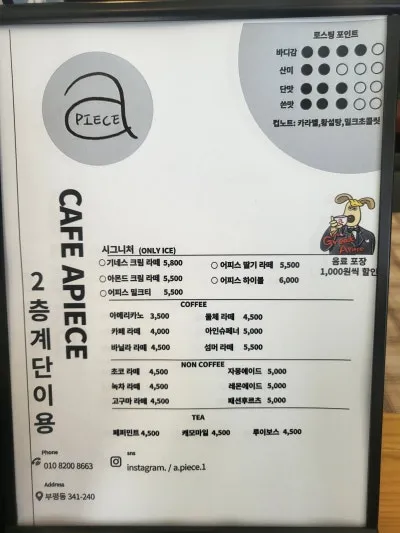 a
PIECE
로스팅 포인트
바디감 ●●●●○
산미 ●●○○○
단맛 ●●●○○
쓴맛 ●●●○○
컵노트: 카라멜,황설탕,밀크초콜릿
CAFE APIECE
2층계단이용
음료 포장
1,000원씩 할인
시그니처 (ONLY ICE)
○기네스 크림 라떼 5,800
○아몬드 크림 라떼 5,500 ○어피스 딸기 라떼 5,500
○어피스 밀크티 5,500 ○어피스 하이볼 6,000
COFFEE
아메리카노 3,500 돌체 라떼 4,500
카페 라떼 4,000 아인슈페너 5,000
바닐라 라떼 4,500 썸머 라떼 5,500
NON COFFEE
초코 라떼 4,500 자몽에이드 5,000
녹차 라떼 4,500 레몬에이드 5,000
고구마 라떼 4,500 패션후르츠 5,000
TEA
페퍼민트 4,500 캐모마일 4,500 루이보스 4,500
Phone
010 8200 8663
sns
instagram. / a.piece.1
Address
부평동 341-240